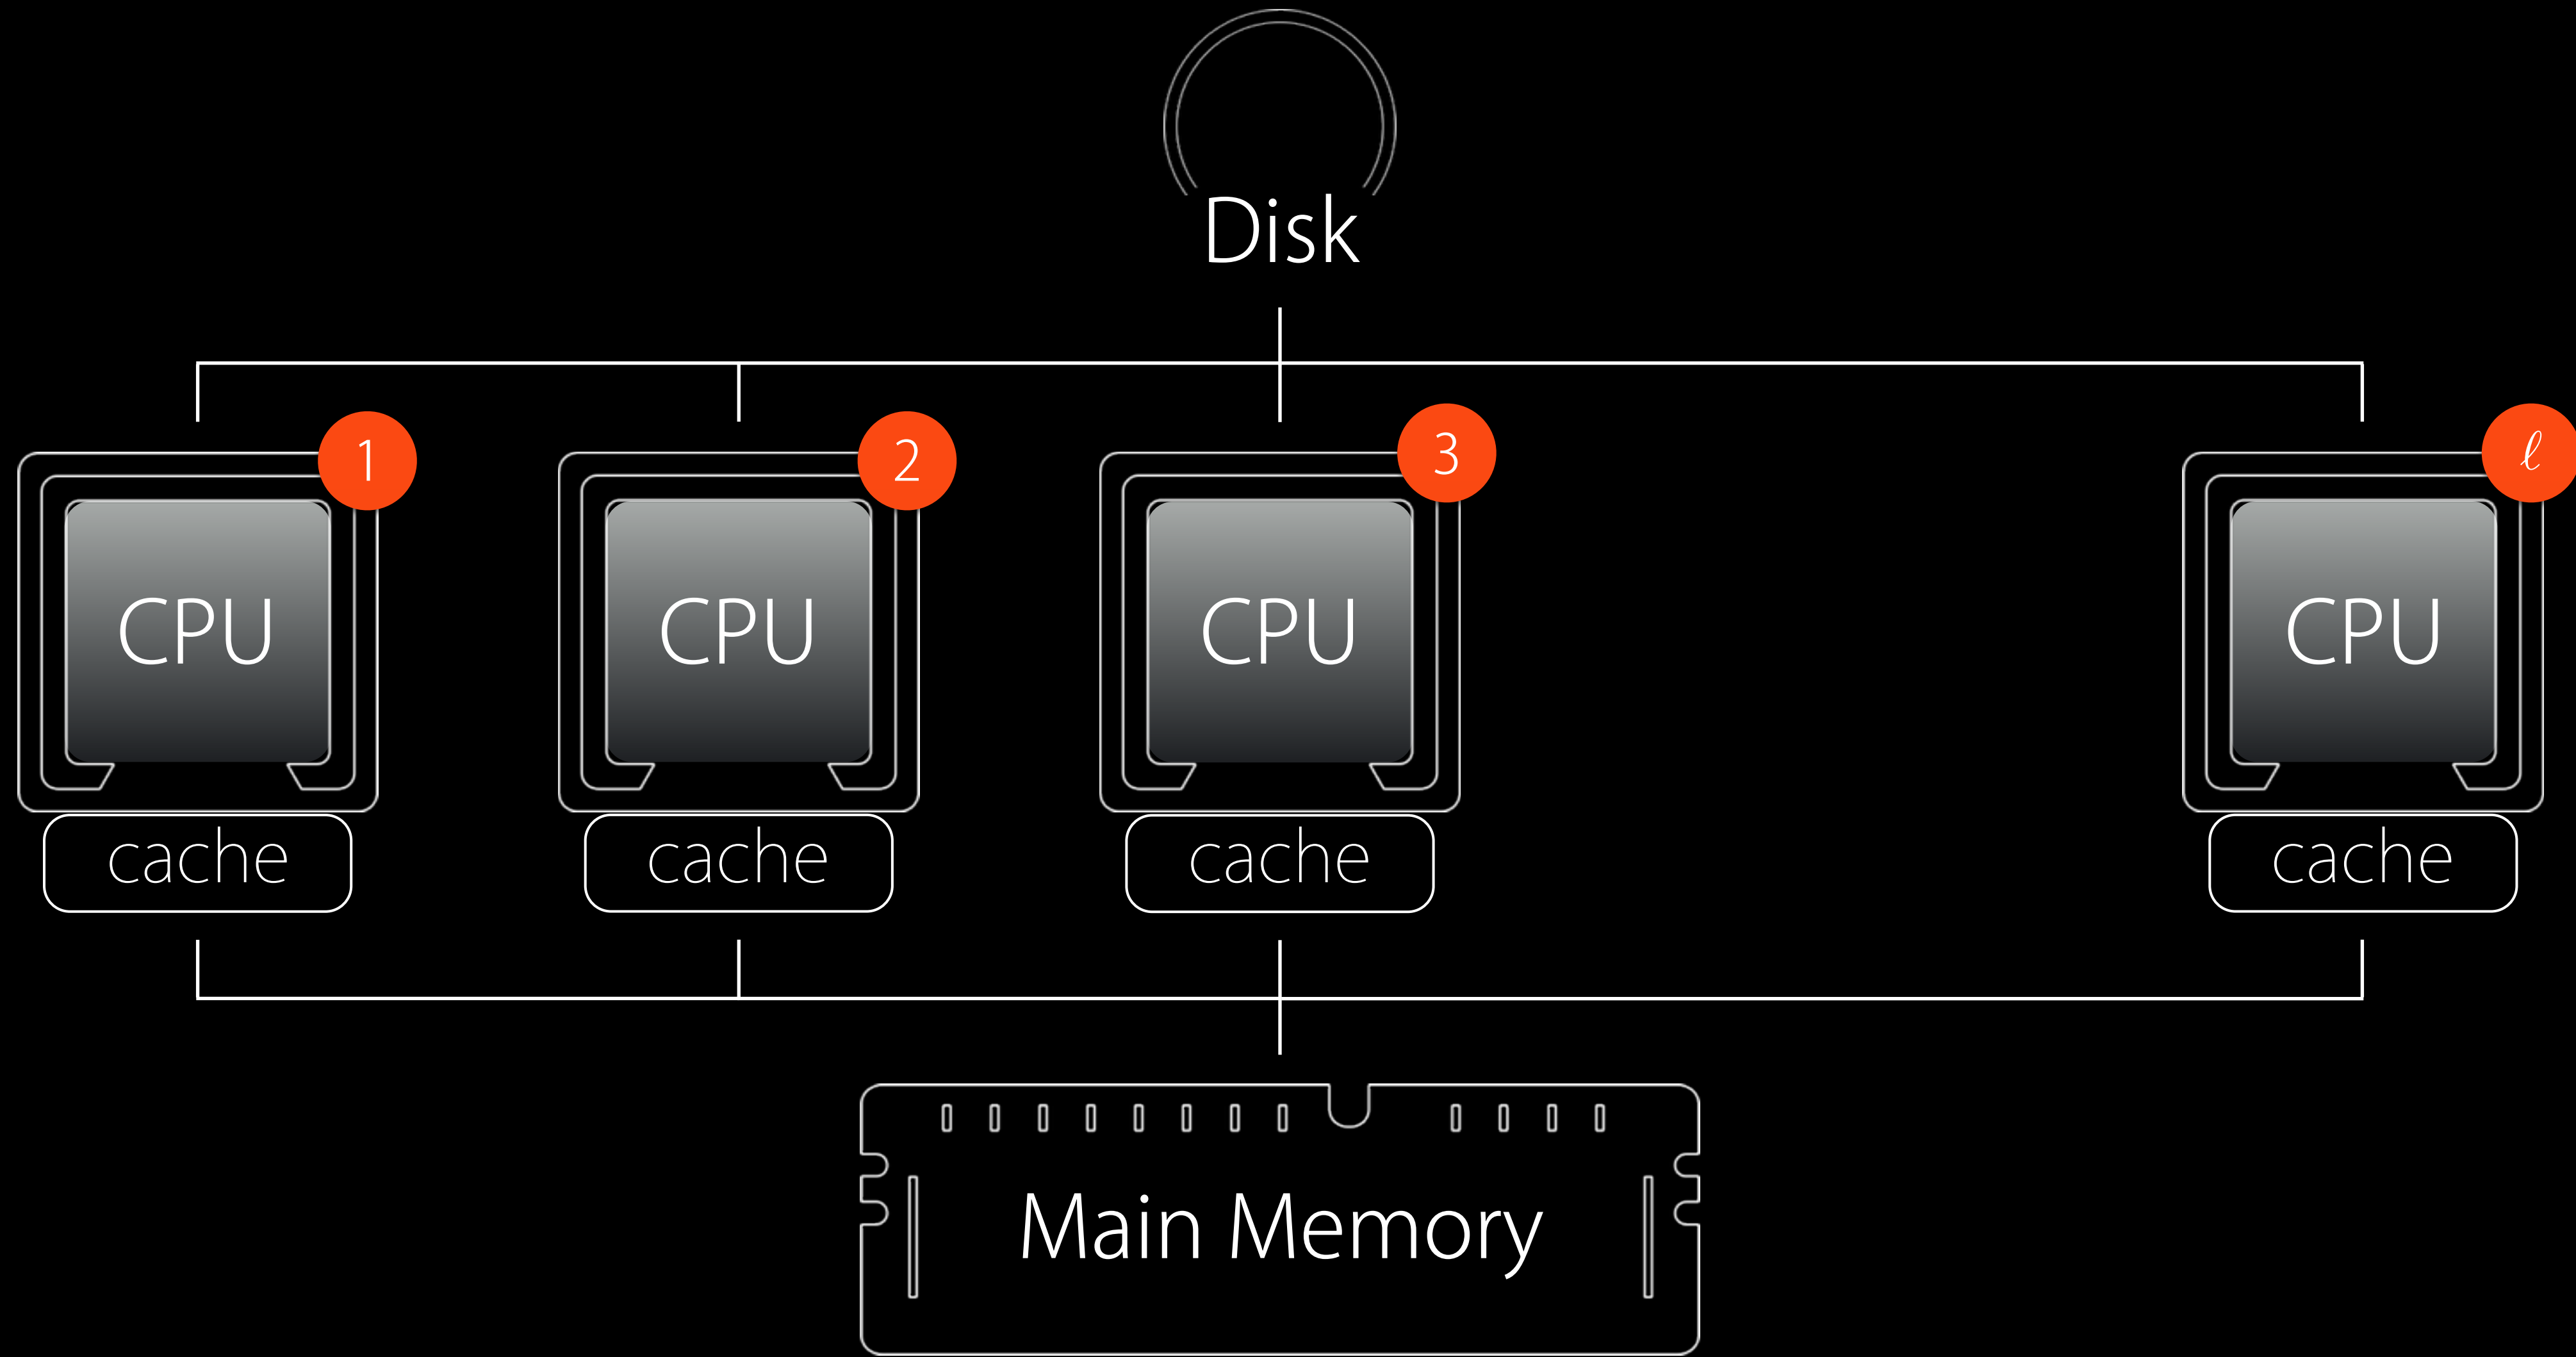 Disk
1
2
3
ℓ
CPU
CPU
CPU
CPU
cache
cache
cache
cache
Main Memory